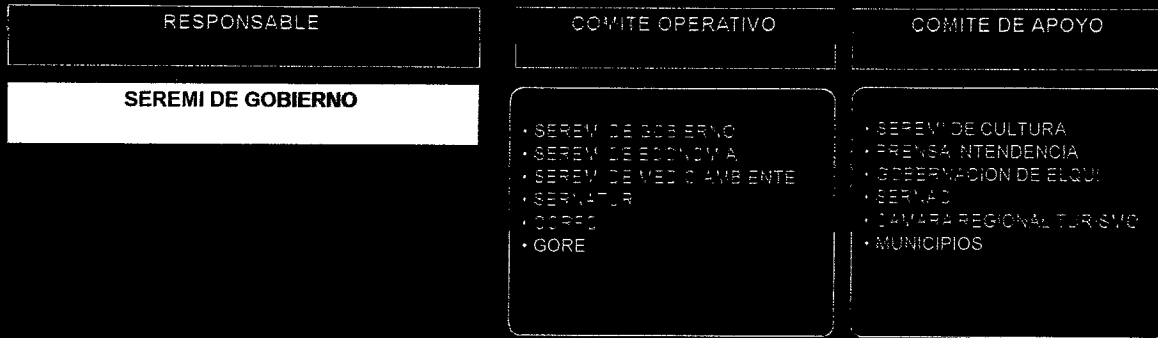 RESPONSABLE
SEREMI DE GOBIERNO
COMITE OPERATIVO
• SEREMI DE GOBIERNO
• SEREMI DE ECONOMIA
• SEREMI DE MEDIO AMBIENTE
• SERNATUR
• CORFO
• GORE
COMITE DE APOYO
• SEREMI DE CULTURA
• PRENSA INTENDENCIA
• GOBERNACION DE ELQUI
• SERNAC
• CAMARA REGIONAL TURISMO
• MUNICIPIOS